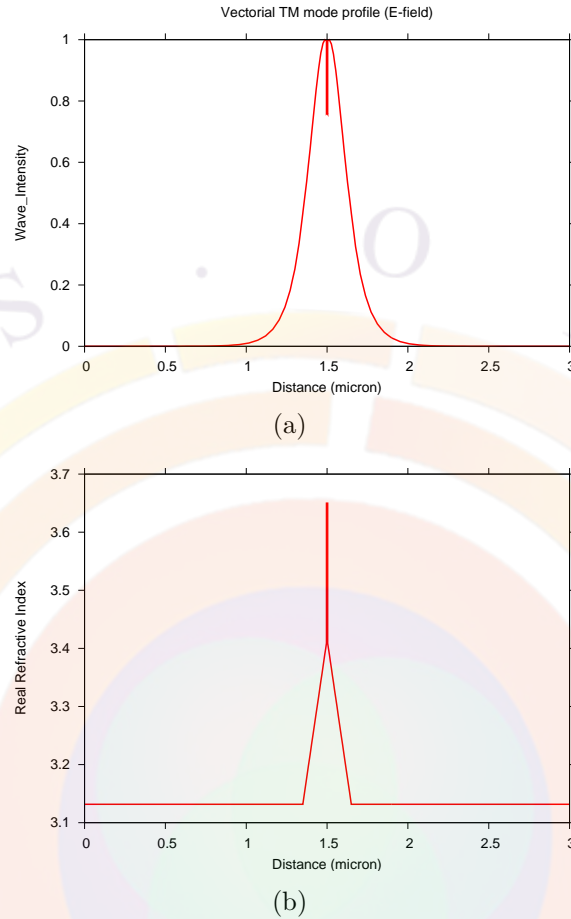 Vectorial TM mode profile (E-field)
1
0.8
0.6
0.4
0.2
0
Wave_Intensity
0 0.5 1 1.5 2 2.5 3
Distance (micron)
(a)
S . O
3.7
3.6
3.5
3.4
3.3
3.2
3.1
Real Refractive Index
0 0.5 1 1.5 2 2.5 3
Distance (micron)
(b)